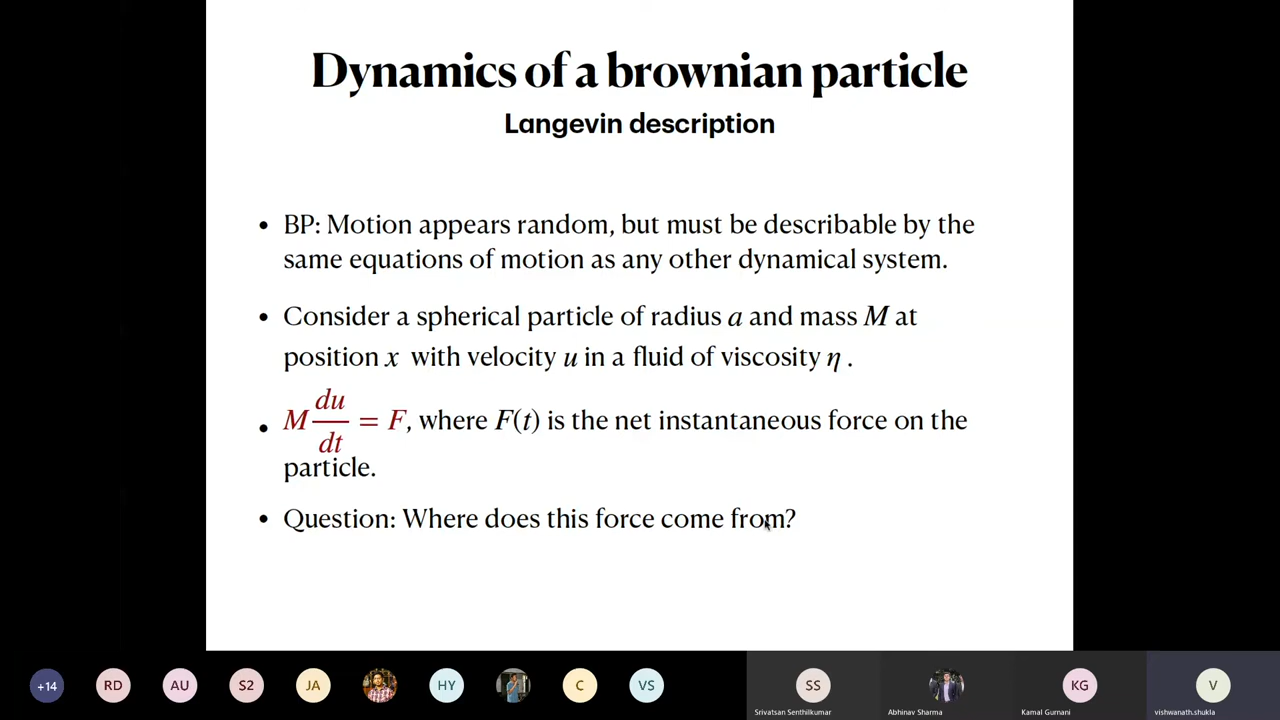 Dynamics of a brownian particle
Langevin description
• BP: Motion appears random, but must be describable by the
same equations of motion as any other dynamical system.
• Consider a spherical particle of radius a and mass M at
position x with velocity u in a fluid of viscosity η .
• M du/dt = F, where F(t) is the net instantaneous force on the
particle.
• Question: Where does this force come from?
+14 RD AU S2 JA HY C VS SS KG V
Srivatsan Senthilkumar Abhinav Sharma Kamal Gurnani vishwanath.shukla